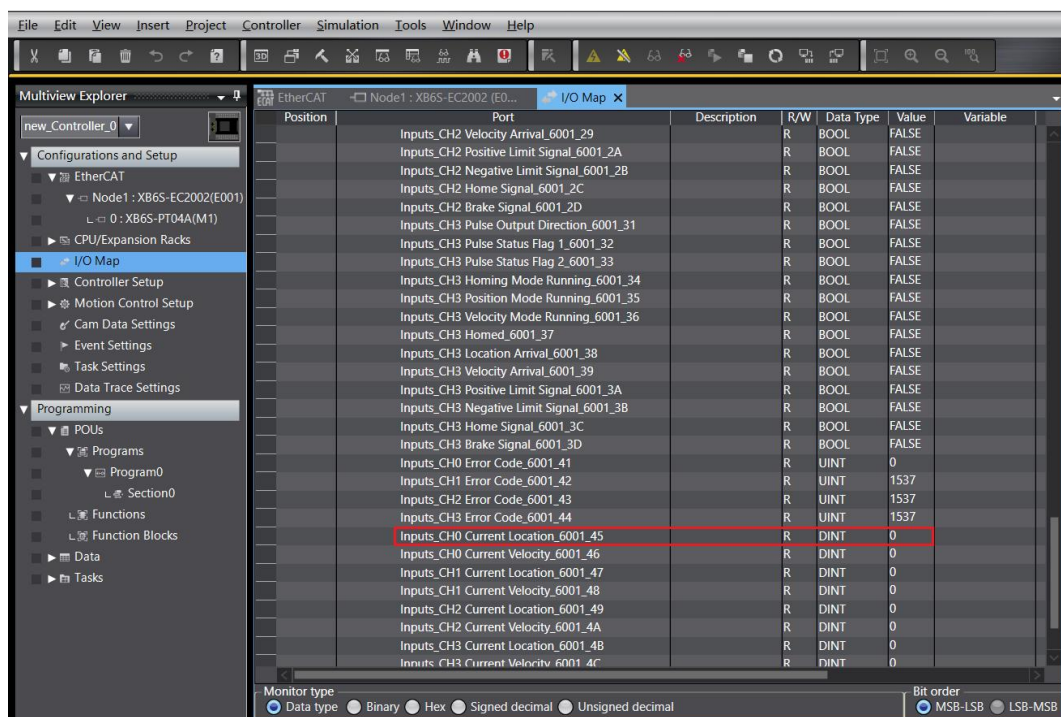 File Edit View Insert Project Controller Simulation Tools Window Help
Multiview Explorer
new_Controller_0
Configurations and Setup
EtherCAT
Node1 : XB6S-EC2002(E001)
0 : XB6S-PT04A(M1)
CPU/Expansion Racks
I/O Map
Controller Setup
Motion Control Setup
Cam Data Settings
Event Settings
Task Settings
Data Trace Settings
Programming
POUs
Programs
Program0
Section0
Functions
Function Blocks
Data
Tasks
EtherCAT Node1 : XB6S-EC2002 (E0... I/O Map X
Position Port Description R/W Data Type Value Variable
Inputs_CH2 Velocity Arrival_6001_29 R BOOL FALSE
Inputs_CH2 Positive Limit Signal_6001_2A R BOOL FALSE
Inputs_CH2 Negative Limit Signal_6001_2B R BOOL FALSE
Inputs_CH2 Home Signal_6001_2C R BOOL FALSE
Inputs_CH2 Brake Signal_6001_2D R BOOL FALSE
Inputs_CH3 Pulse Output Direction_6001_31 R BOOL FALSE
Inputs_CH3 Pulse Status Flag 1_6001_32 R BOOL FALSE
Inputs_CH3 Pulse Status Flag 2_6001_33 R BOOL FALSE
Inputs_CH3 Homing Mode Running_6001_34 R BOOL FALSE
Inputs_CH3 Position Mode Running_6001_35 R BOOL FALSE
Inputs_CH3 Velocity Mode Running_6001_36 R BOOL FALSE
Inputs_CH3 Homed_6001_37 R BOOL FALSE
Inputs_CH3 Location Arrival_6001_38 R BOOL FALSE
Inputs_CH3 Velocity Arrival_6001_39 R BOOL FALSE
Inputs_CH3 Positive Limit Signal_6001_3A R BOOL FALSE
Inputs_CH3 Negative Limit Signal_6001_3B R BOOL FALSE
Inputs_CH3 Home Signal_6001_3C R BOOL FALSE
Inputs_CH3 Brake Signal_6001_3D R BOOL FALSE
Inputs_CH0 Error Code_6001_41 R UINT 0
Inputs_CH1 Error Code_6001_42 R UINT 1537
Inputs_CH2 Error Code_6001_43 R UINT 1537
Inputs_CH3 Error Code_6001_44 R UINT 1537
Inputs_CH0 Current Location_6001_45 R DINT 0
Inputs_CH0 Current Velocity_6001_46 R DINT 0
Inputs_CH1 Current Location_6001_47 R DINT 0
Inputs_CH1 Current Velocity_6001_48 R DINT 0
Inputs_CH2 Current Location_6001_49 R DINT 0
Inputs_CH2 Current Velocity_6001_4A R DINT 0
Inputs_CH3 Current Location_6001_4B R DINT 0
Inputs_CH3 Current Velocity_6001_4C R DINT 0
Monitor type Bit order
Data type Binary Hex Signed decimal Unsigned decimal MSB-LSB LSB-MSB